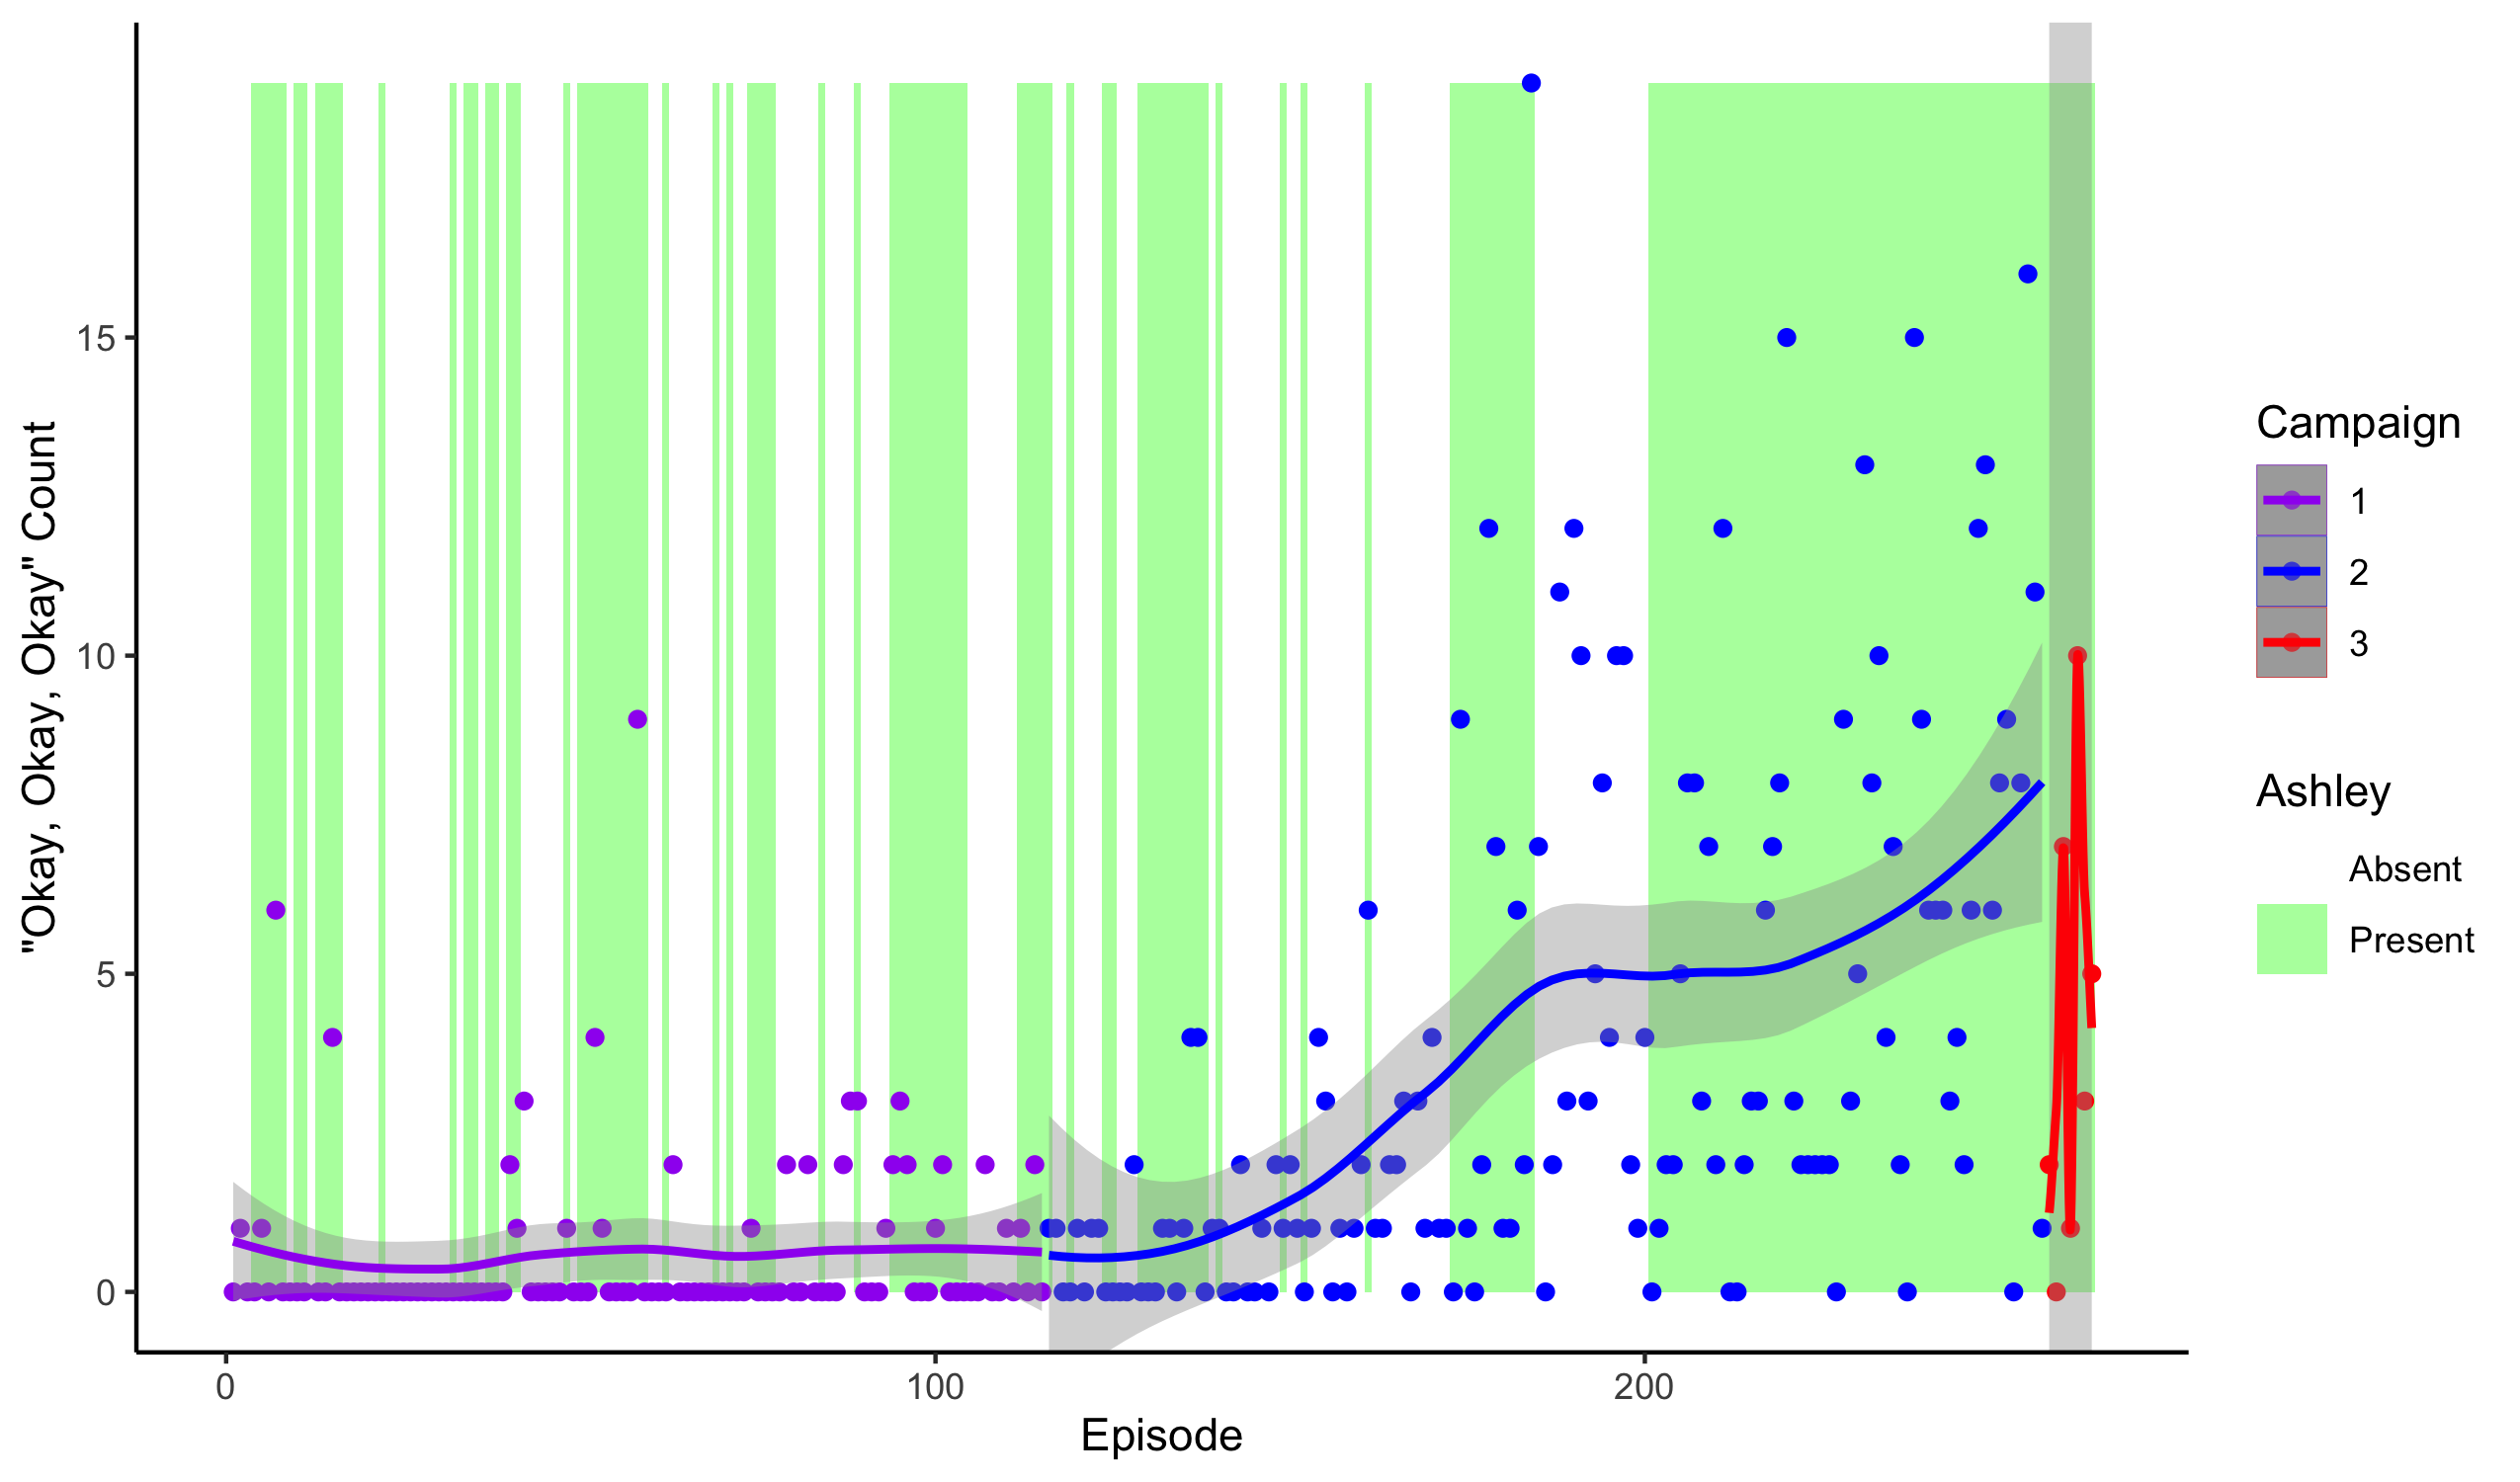 "Okay, Okay, Okay" Count
15
10
5
0
0
100
200
Episode
Campaign
1
2
3
Ashley
Absent
Present